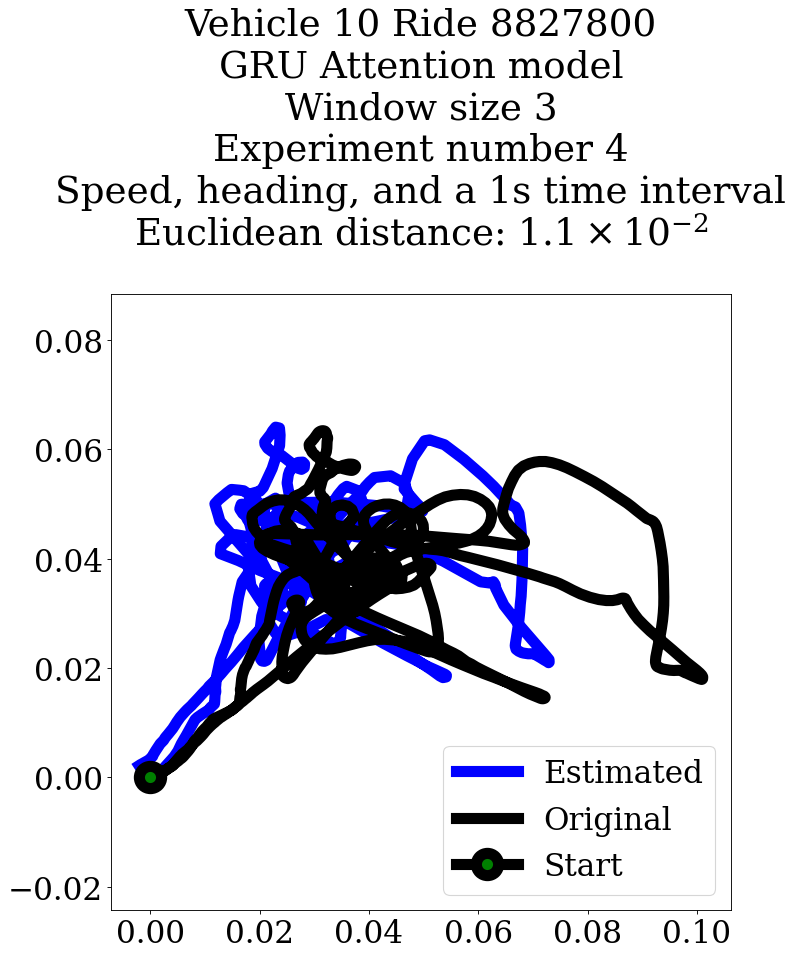 Vehicle 10 Ride 8827800
GRU Attention model
Window size 3
Experiment number 4
Speed, heading, and a 1s time interval
Euclidean distance: 1.1 × 10⁻²
0.08
0.06
0.04
0.02
0.00
−0.02
Estimated
Original
Start
0.00 0.02 0.04 0.06 0.08 0.10